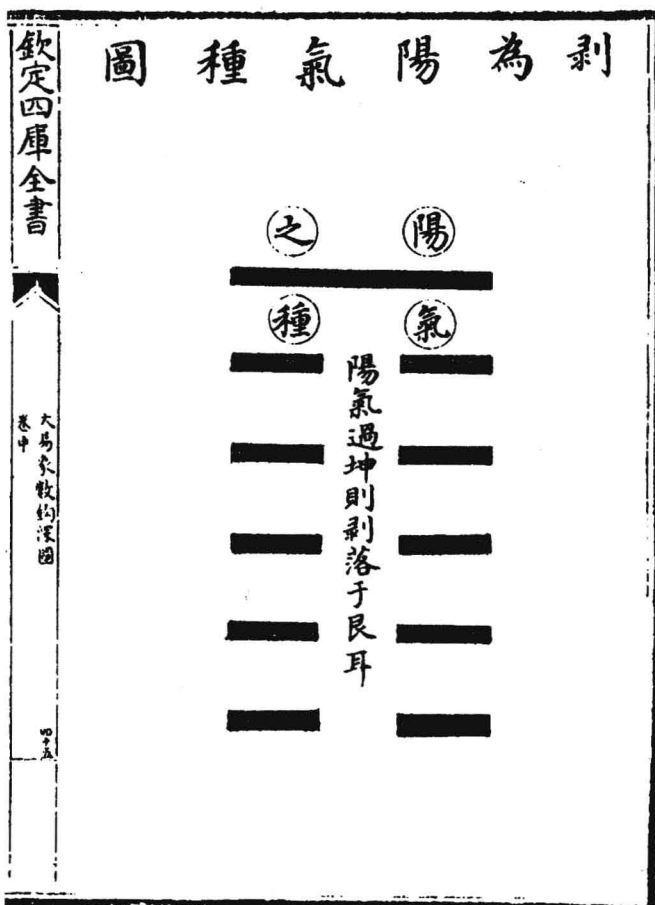 剥為陽氣種圖
陽氣
之種
陽氣過坤則剥落于艮耳
欽定四庫全書
大易象數鈎深圖
卷中
四十五